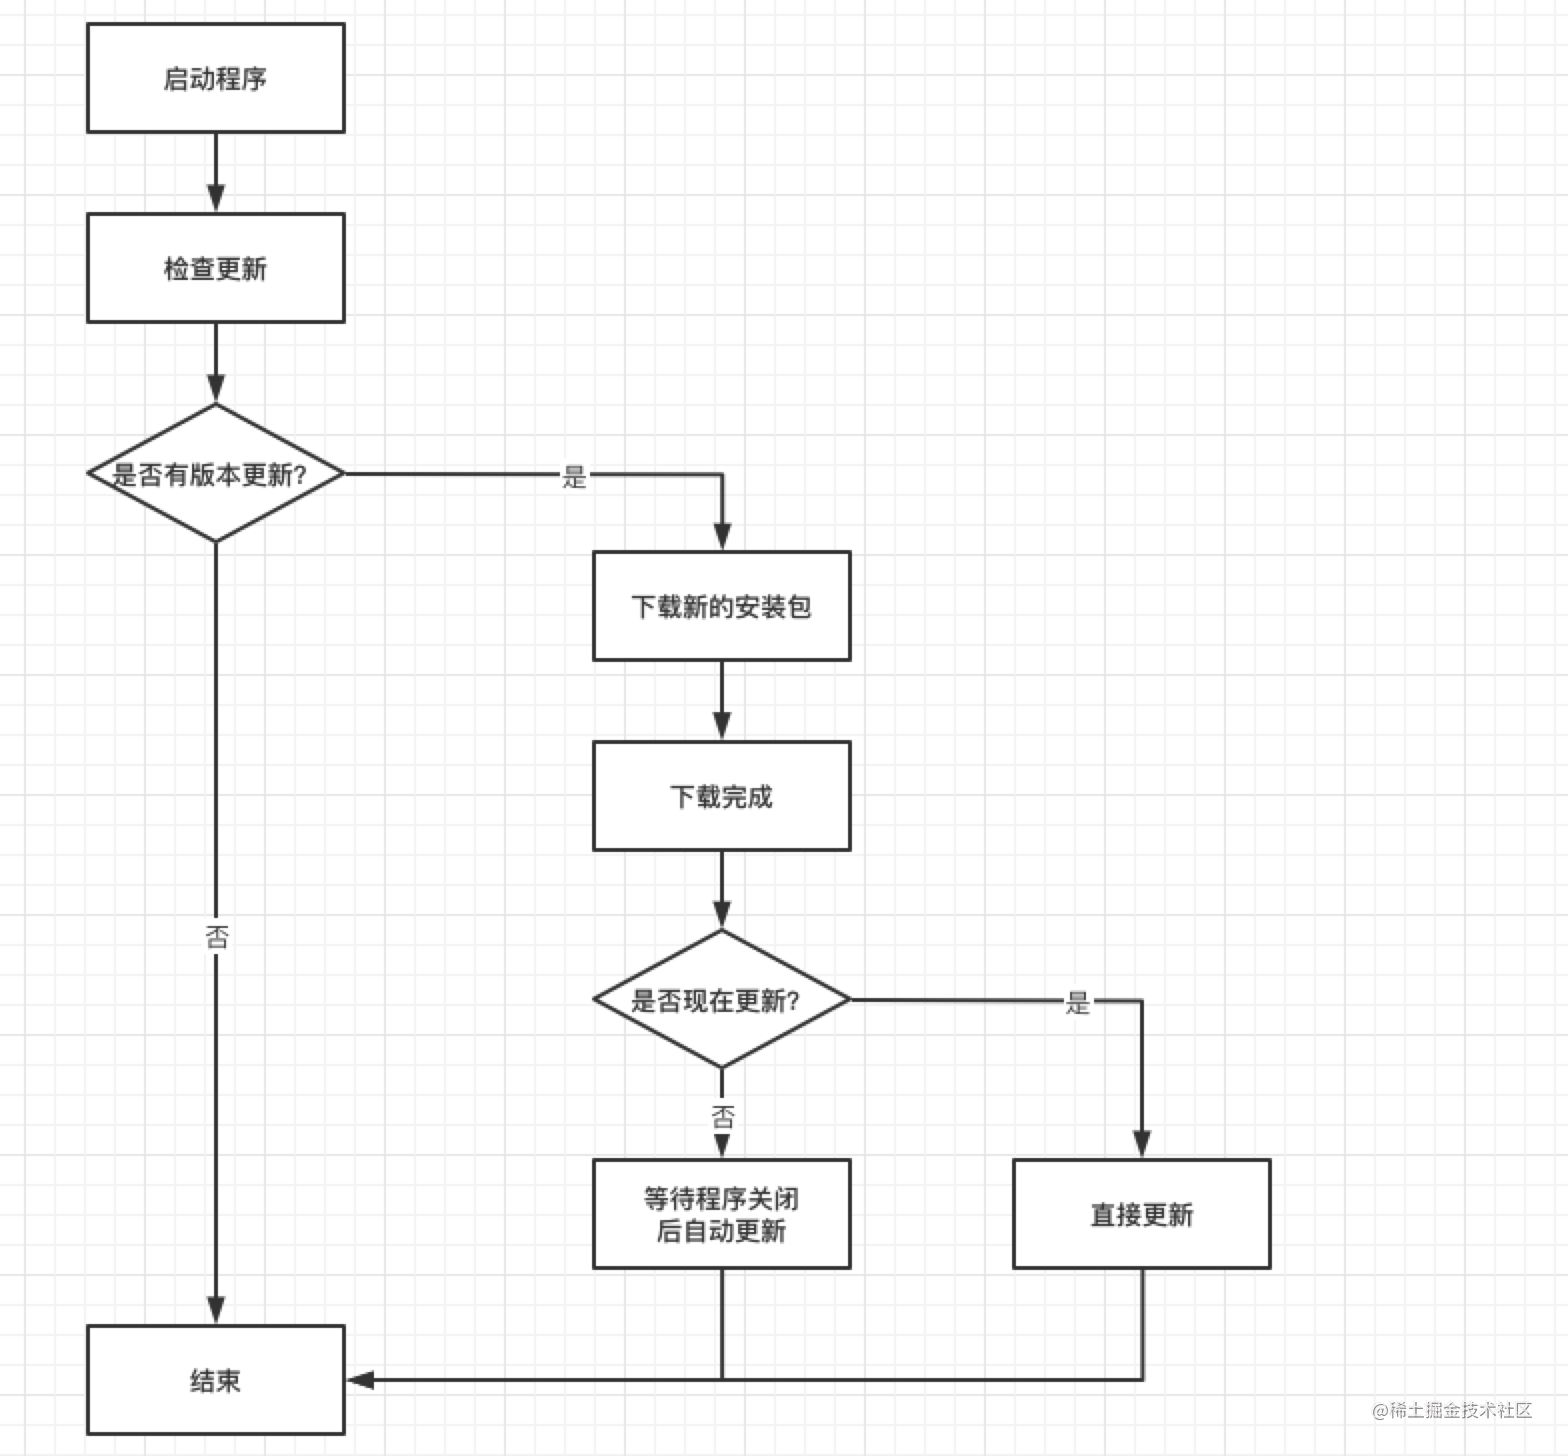 启动程序
检查更新
是否有版本更新?
是
下载新的安装包
下载完成
否
是否现在更新?
是
否
等待程序关闭
后自动更新
直接更新
结束
@稀土掘金技术社区